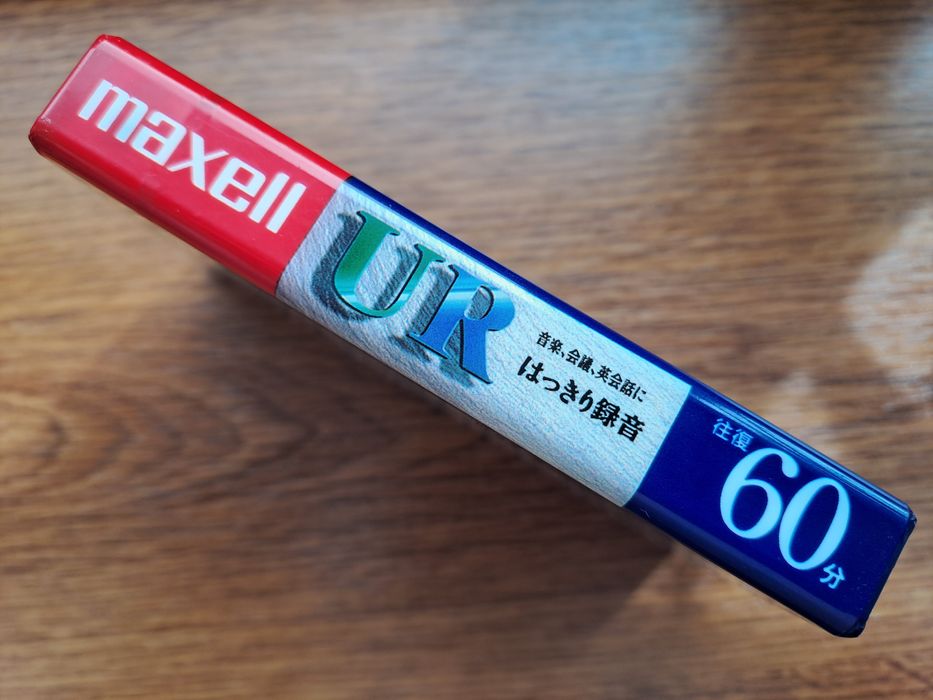 maxell
UR
音楽、会議、英会話に
はっきり録音
往復
60分